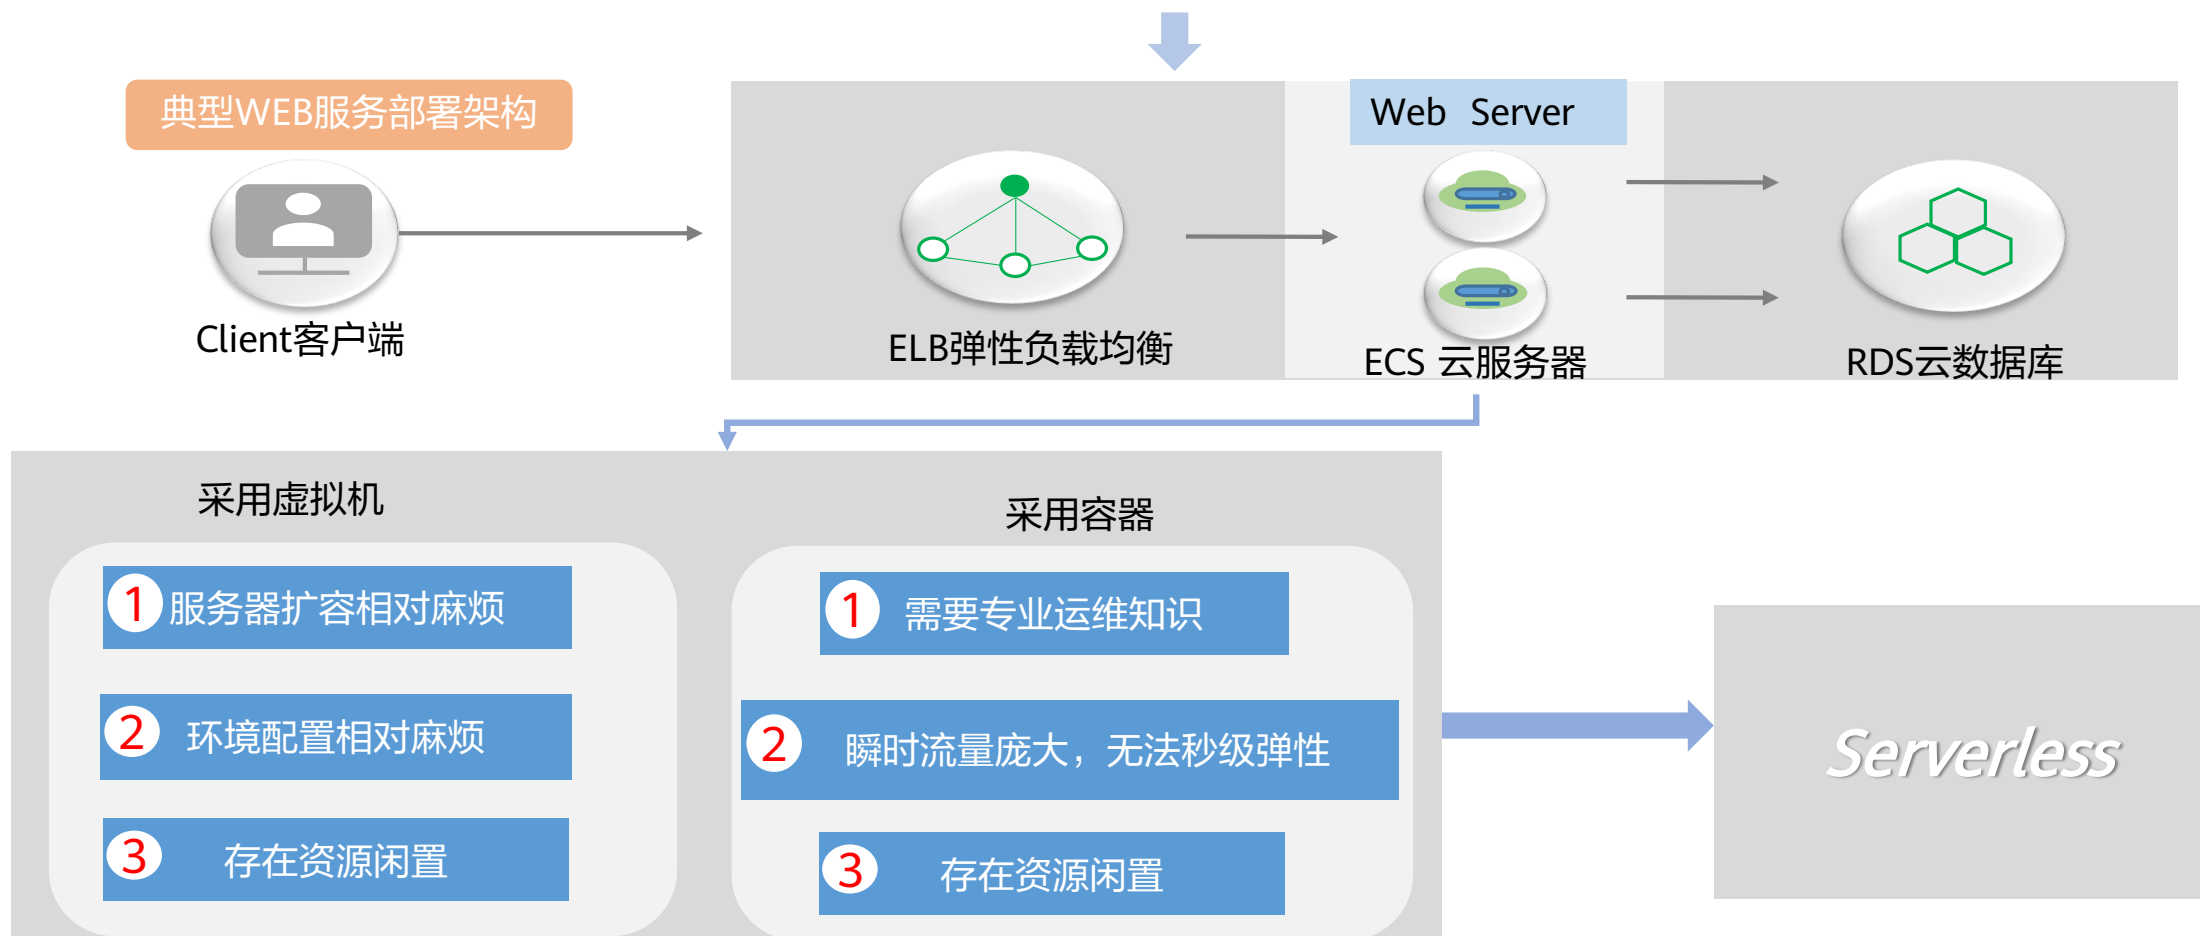 典型WEB服务部署架构
Web Server
Client客户端
ELB弹性负载均衡
ECS 云服务器
RDS云数据库
采用虚拟机
1 服务器扩容相对麻烦
2 环境配置相对麻烦
3 存在资源闲置
采用容器
1 需要专业运维知识
2 瞬时流量庞大，无法秒级弹性
3 存在资源闲置
Serverless